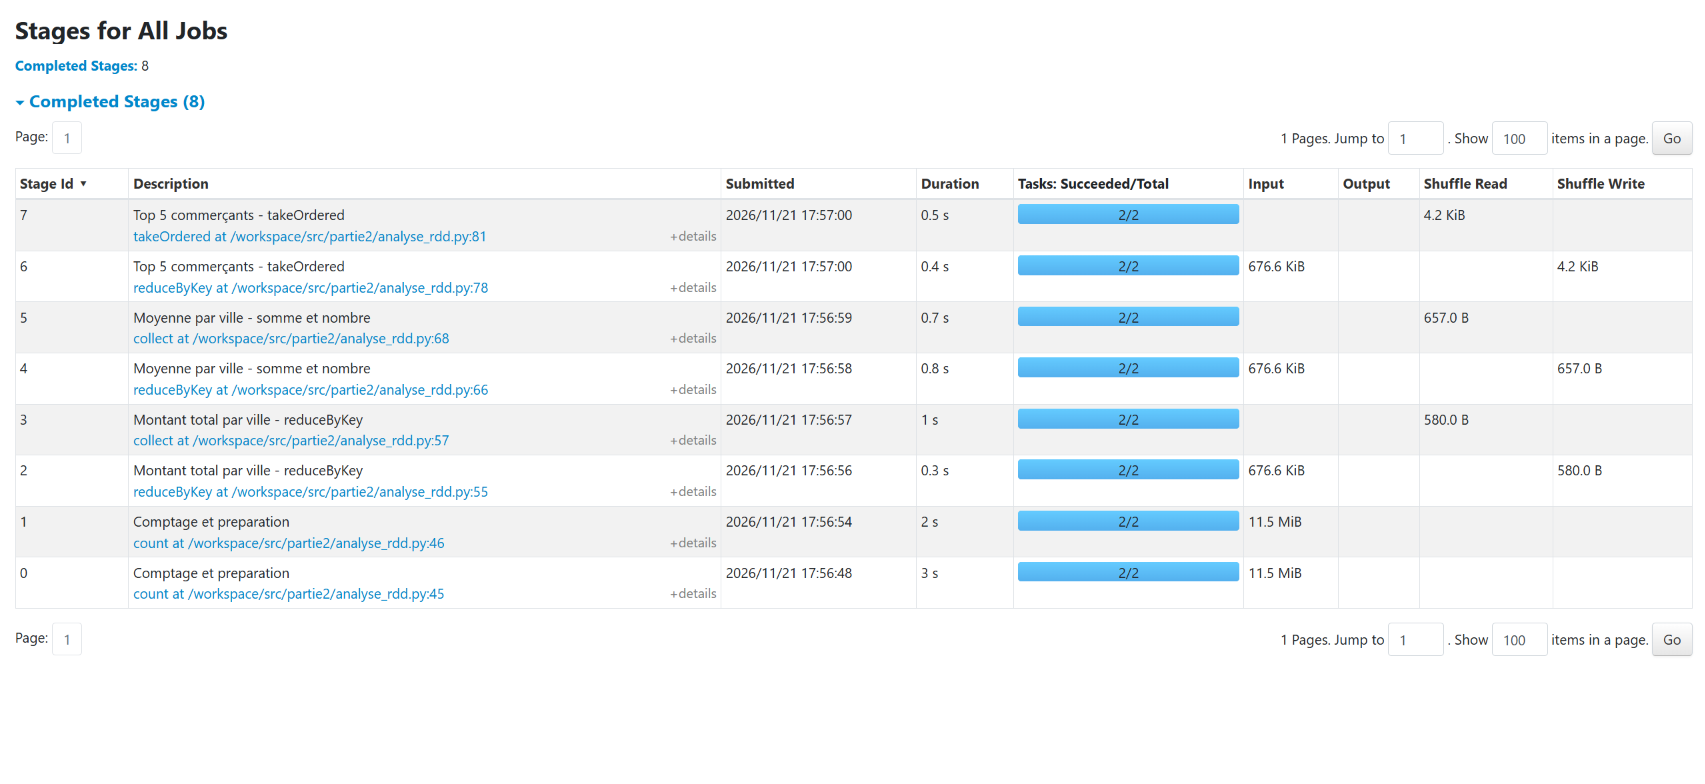 Stages for All Jobs
Completed Stages: 8
Completed Stages (8)
Page: 1 1 Pages. Jump to 1 . Show 100 items in a page. Go
Stage Id ▾ Description Submitted Duration Tasks: Succeeded/Total Input Output Shuffle Read Shuffle Write
7 Top 5 commerçants - takeOrdered 2026/11/21 17:57:00 0.5 s 2/2 4.2 KiB
takeOrdered at /workspace/src/partie2/analyse_rdd.py:81 +details
6 Top 5 commerçants - takeOrdered 2026/11/21 17:57:00 0.4 s 2/2 676.6 KiB 4.2 KiB
reduceByKey at /workspace/src/partie2/analyse_rdd.py:78 +details
5 Moyenne par ville - somme et nombre 2026/11/21 17:56:59 0.7 s 2/2 657.0 B
collect at /workspace/src/partie2/analyse_rdd.py:68 +details
4 Moyenne par ville - somme et nombre 2026/11/21 17:56:58 0.8 s 2/2 676.6 KiB 657.0 B
reduceByKey at /workspace/src/partie2/analyse_rdd.py:66 +details
3 Montant total par ville - reduceByKey 2026/11/21 17:56:57 1 s 2/2 580.0 B
collect at /workspace/src/partie2/analyse_rdd.py:57 +details
2 Montant total par ville - reduceByKey 2026/11/21 17:56:56 0.3 s 2/2 676.6 KiB 580.0 B
reduceByKey at /workspace/src/partie2/analyse_rdd.py:55 +details
1 Comptage et preparation 2026/11/21 17:56:54 2 s 2/2 11.5 MiB
count at /workspace/src/partie2/analyse_rdd.py:46 +details
0 Comptage et preparation 2026/11/21 17:56:48 3 s 2/2 11.5 MiB
count at /workspace/src/partie2/analyse_rdd.py:45 +details
Page: 1 1 Pages. Jump to 1 . Show 100 items in a page. Go